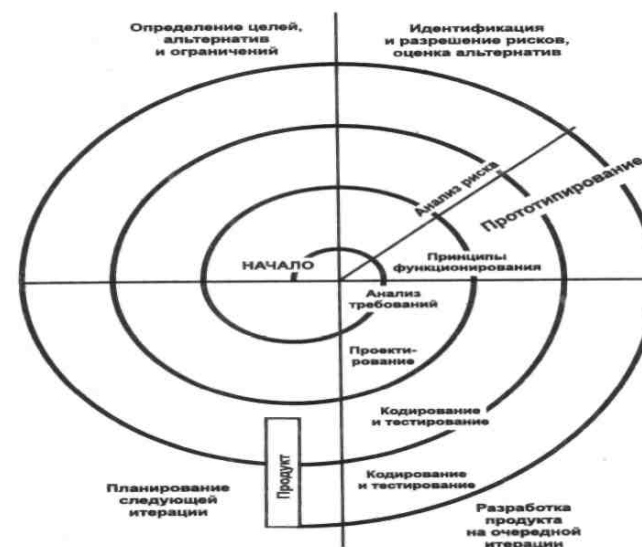 Определение целей,
альтернатив
и ограничений
Идентификация
и разрешение рисков,
оценка альтернатив
Анализ риска
Прототипирование
НАЧАЛО
Принципы
функционирования
Анализ
требований
Проекти-
рование
Кодирование
и тестирование
Продукт
Кодирование
и тестирование
Планирование
следующей
итерации
Разработка
продукта
на очередной
итерации